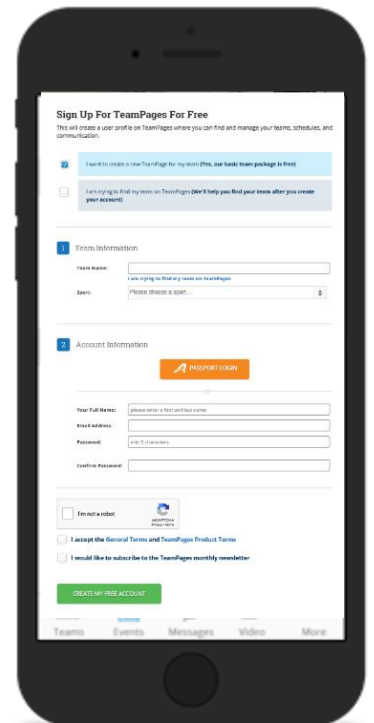 Sign Up For TeamPages For Free
This will create a user profile on TeamPages where you can find and manage your teams, schedules, and
communication.
I want to create a new TeamPage for my team (Yes, our basic team package is free)
I am trying to find my team on TeamPages (We'll help you find your team after you create
your account)
1 Team Information
Team Name:
I am trying to find my team on TeamPages
Sport: Please choose a sport...
2 Account Information
PASSPORT LOGIN
or
Your Full Name: please enter a first and last name
Email Address:
Password: min 5 characters
Confirm Password:
I'm not a robot
reCAPTCHA
Privacy - Terms
I accept the General Terms and TeamPages Product Terms
I would like to subscribe to the TeamPages monthly newsletter
CREATE MY FREE ACCOUNT
Teams Events Messages Video More